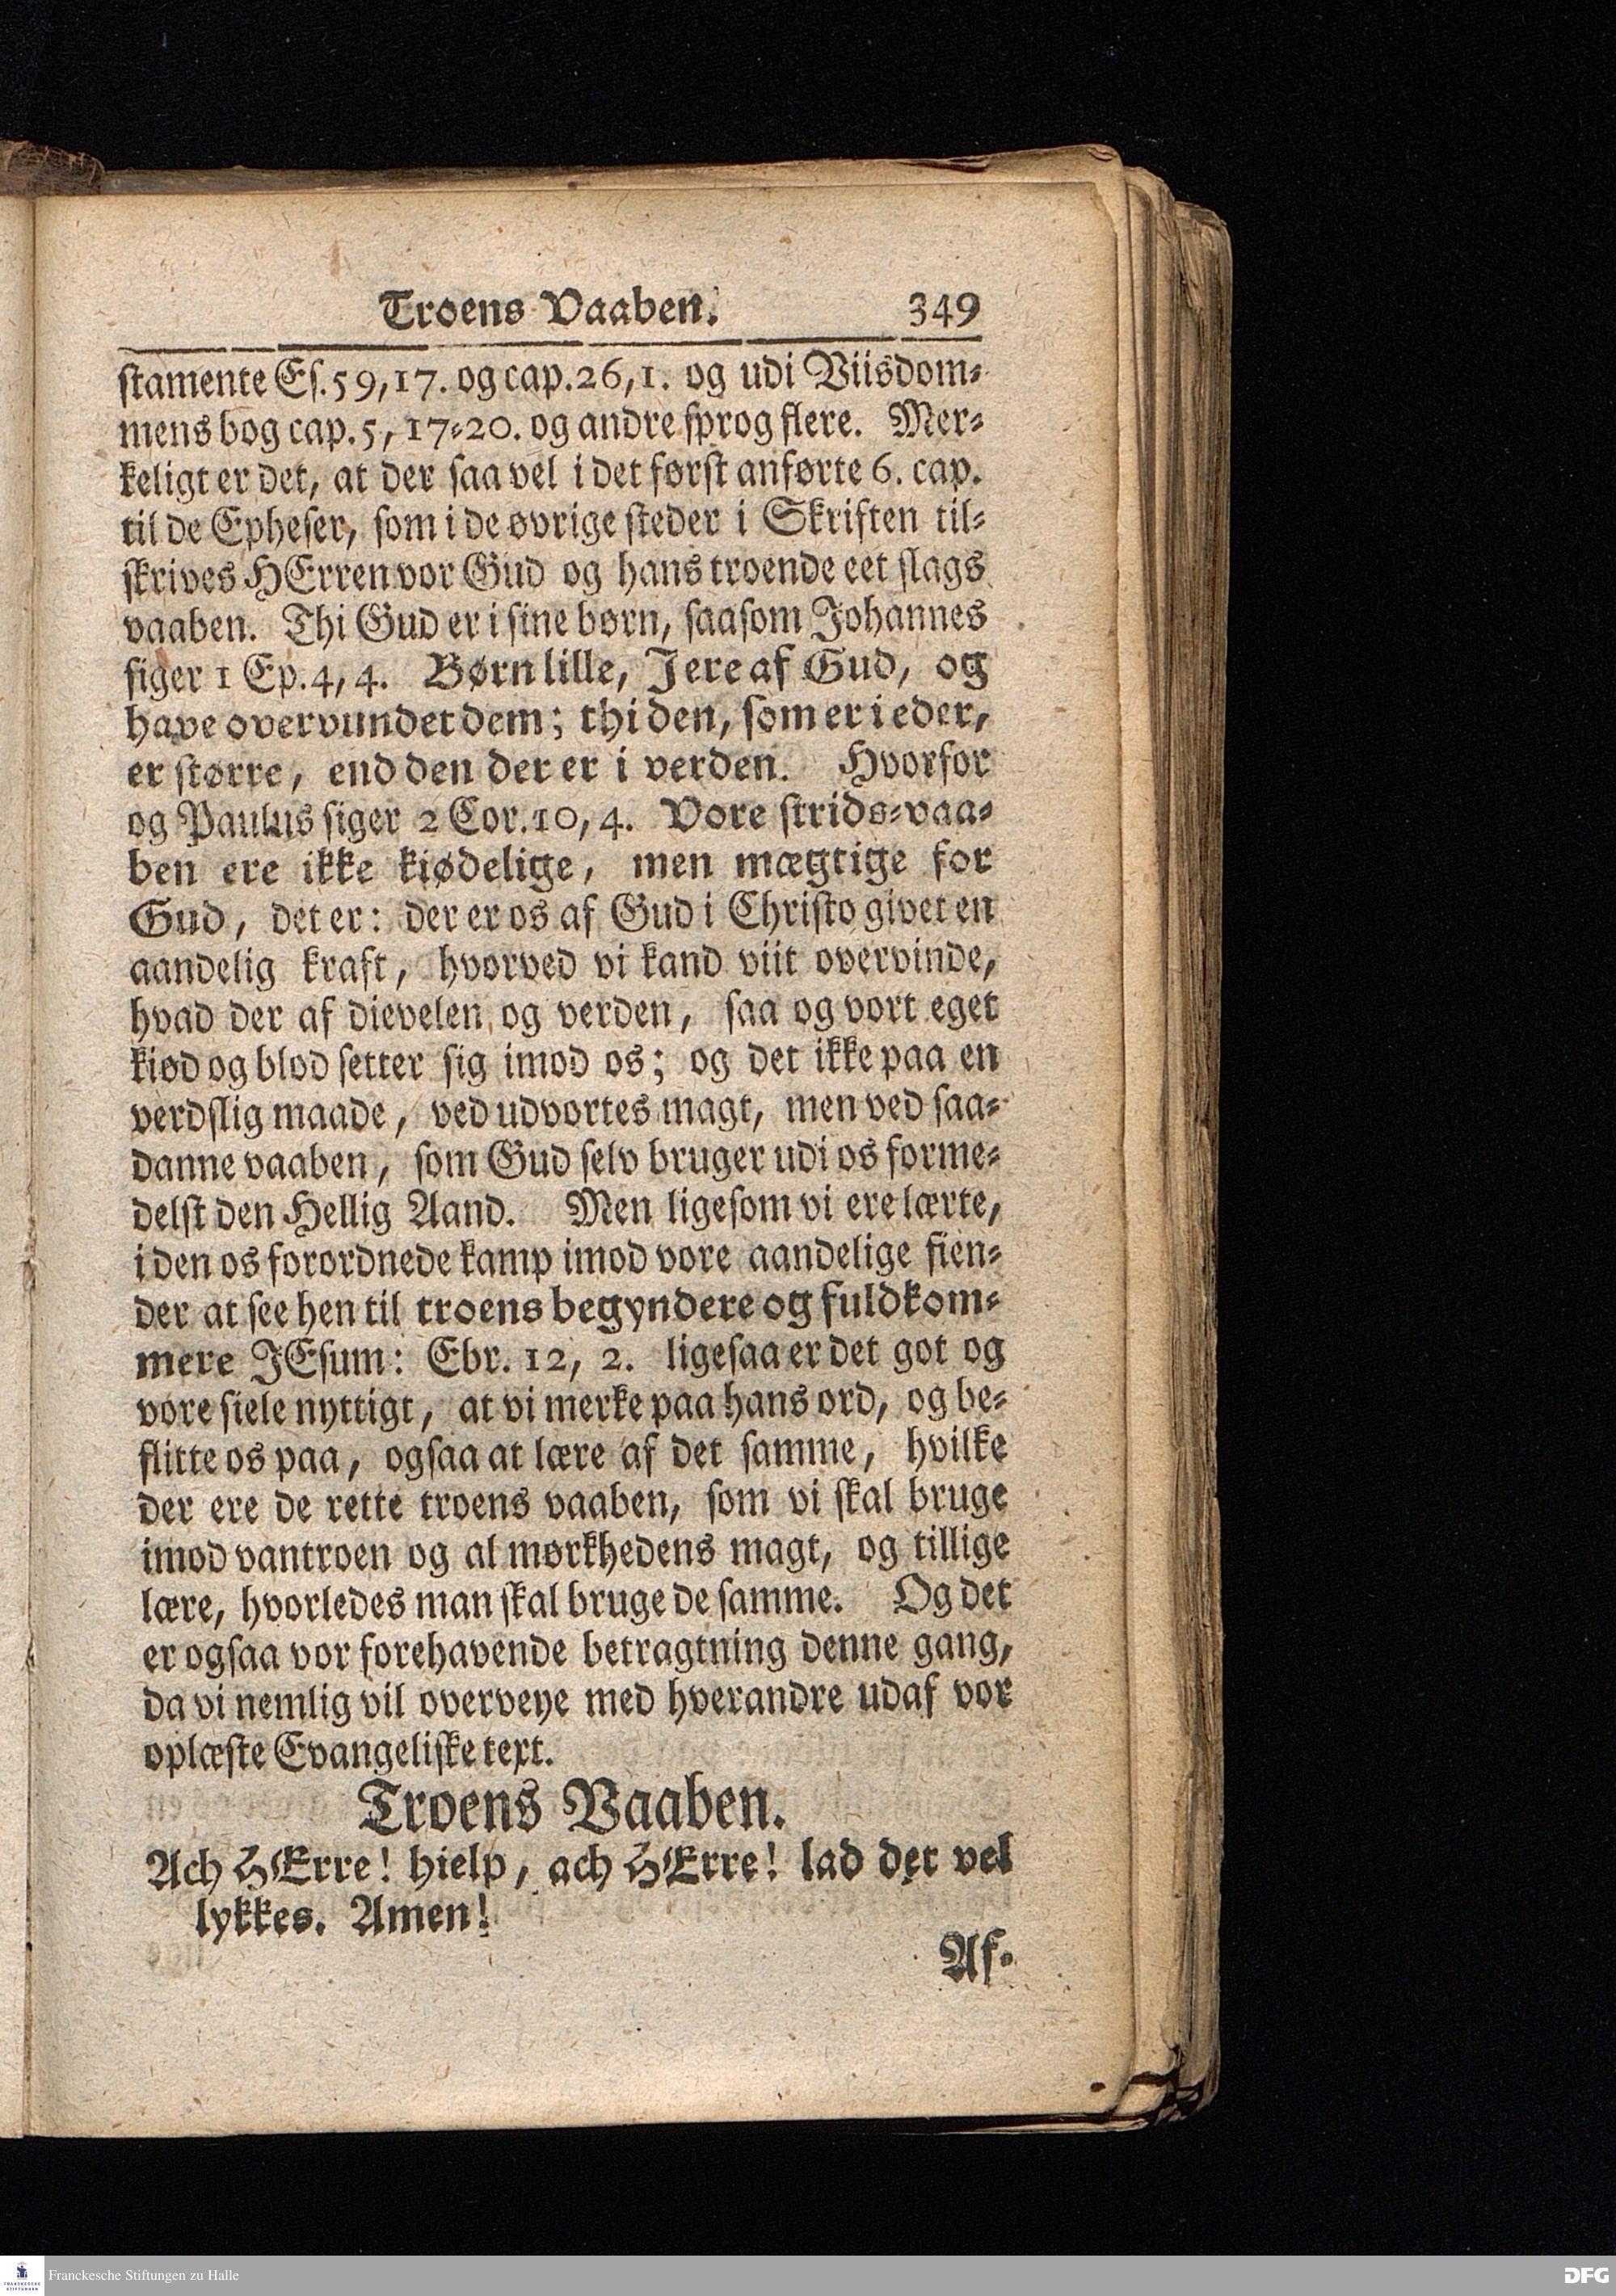 Troens Vaaben. 349
stamente Es. 59, 17. og cap. 26, 1. og udi Viisdom-
mens bog cap. 5, 17-20. og andre sprog flere. Mer-
keligt er det, at der saa vel i det først anførte 6. cap.
til de Epheser, som i de øvrige steder i Skriften til-
skrives HErren vor Gud og hans troende eet slags
vaaben. Thi Gud er i sine børn, saasom Johannes
siger 1 Ep. 4, 4. Børn lille, I ere af Gud, og
have overvundet dem; thi den, som er i eder,
er større, end den der er i verden. Hvorfor
og Paulus siger 2 Cor. 10, 4. Vore strids-vaa-
ben ere ikke kiødelige, men mægtige for
Gud, det er: der er os af Gud i Christo givet en
aandelig kraft, hvorved vi kand viit overvinde,
hvad der af dievelen og verden, saa og vort eget
kiød og blod setter sig imod os; og det ikke paa en
verdslig maade, ved udvortes magt, men ved saa-
danne vaaben, som Gud selv bruger udi os forme-
delst den Hellig Aand. Men ligesom vi ere lærte,
i den os forordnede kamp imod vore aandelige fien-
der at see hen til troens begyndere og fuldkom-
mere JEsum: Ebr. 12, 2. ligesaa er det got og
vore siele nyttigt, at vi merke paa hans ord, og be-
flitte os paa, ogsaa at lære af det samme, hvilke
der ere de rette troens vaaben, som vi skal bruge
imod vantroen og al mørkhedens magt, og tillige
lære, hvorledes man skal bruge de samme. Og det
er ogsaa vor forehavende betragtning denne gang,
da vi nemlig vil overveye med hverandre udaf vor
oplæste Evangeliske text.
Troens Vaaben.
Ach HErre! hielp, ach HErre! lad det vel
lykkes. Amen!
Af-
FRANCKESCHE STIFTUNGEN
Franckesche Stiftungen zu Halle
DFG